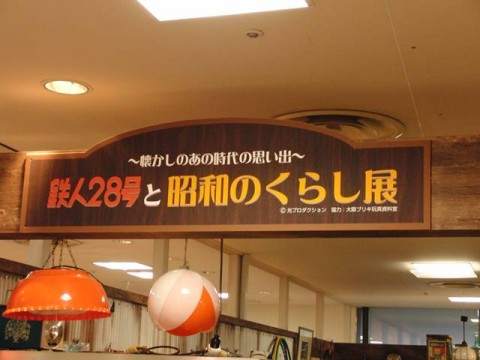 ～懐かしのあの時代の思い出～
鉄人28号と昭和のくらし展
©光プロダクション 協力：大阪ブリキ玩具資料室